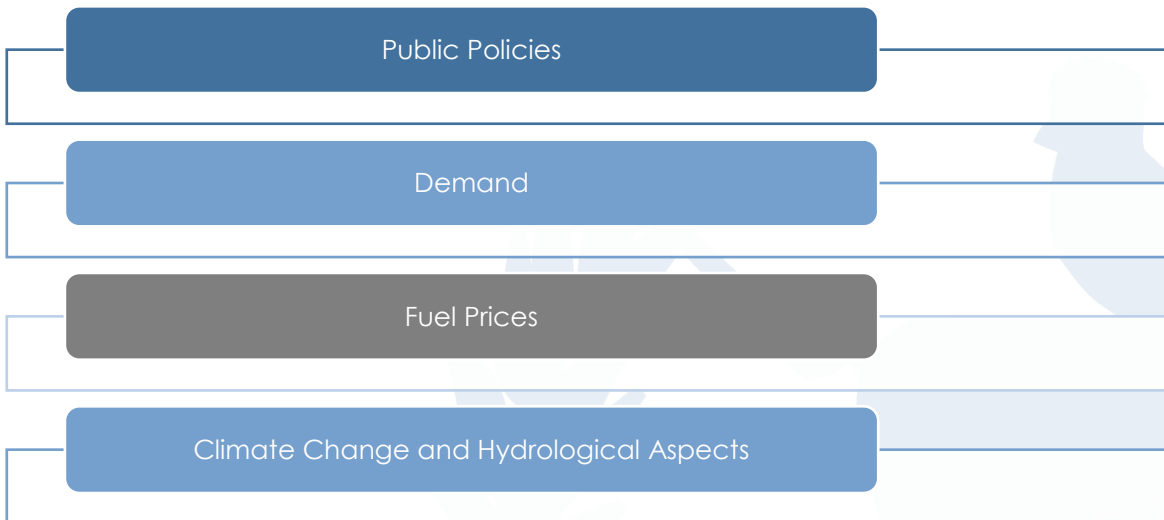 Public Policies
Demand
Fuel Prices
Climate Change and Hydrological Aspects